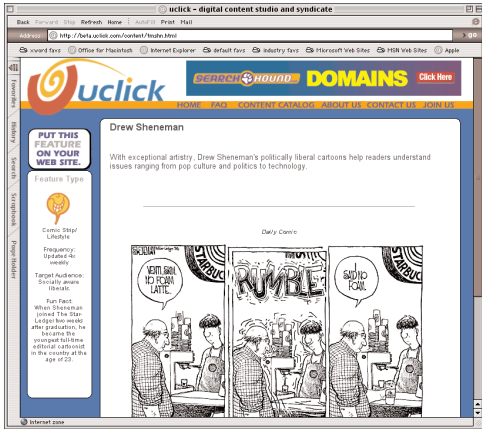 uclick – digital content studio and syndicate
Back Forward Stop Refresh Home AutoFill Print Mail
Address http://beta.uclick.com/content/tmshn.html go
xword favs Office for Macintosh Internet Explorer default favs industry favs Microsoft Web Sites MSN Web Sites Apple
Favorites
History
Search
Scrapbook
Page Holder
Uclick
SEARCH HOUND DOMAINS Click Here
HOME FAQ CONTENT CATALOG ABOUT US CONTACT US JOIN US
PUT THIS
FEATURE
ON YOUR
WEB SITE.
Feature Type
Comic Strip/
Lifestyle
Frequency:
Updated 4x
weekly
Target Audience:
Socially aware
liberals.
Fun Fact:
When Sheneman
joined The Star
Ledger two weeks
after graduation, he
became the
youngest full-time
editorial cartoonist
in the country at the
age of 23.
Drew Sheneman
With exceptional artistry, Drew Sheneman's politically liberal cartoons help readers understand
issues ranging from pop culture and politics to technology.
Daily Comic
VENTI, SKIM,
NO FOAM
LATTE.
RUMBLE
I
SAID NO
FOAM.
Internet zone